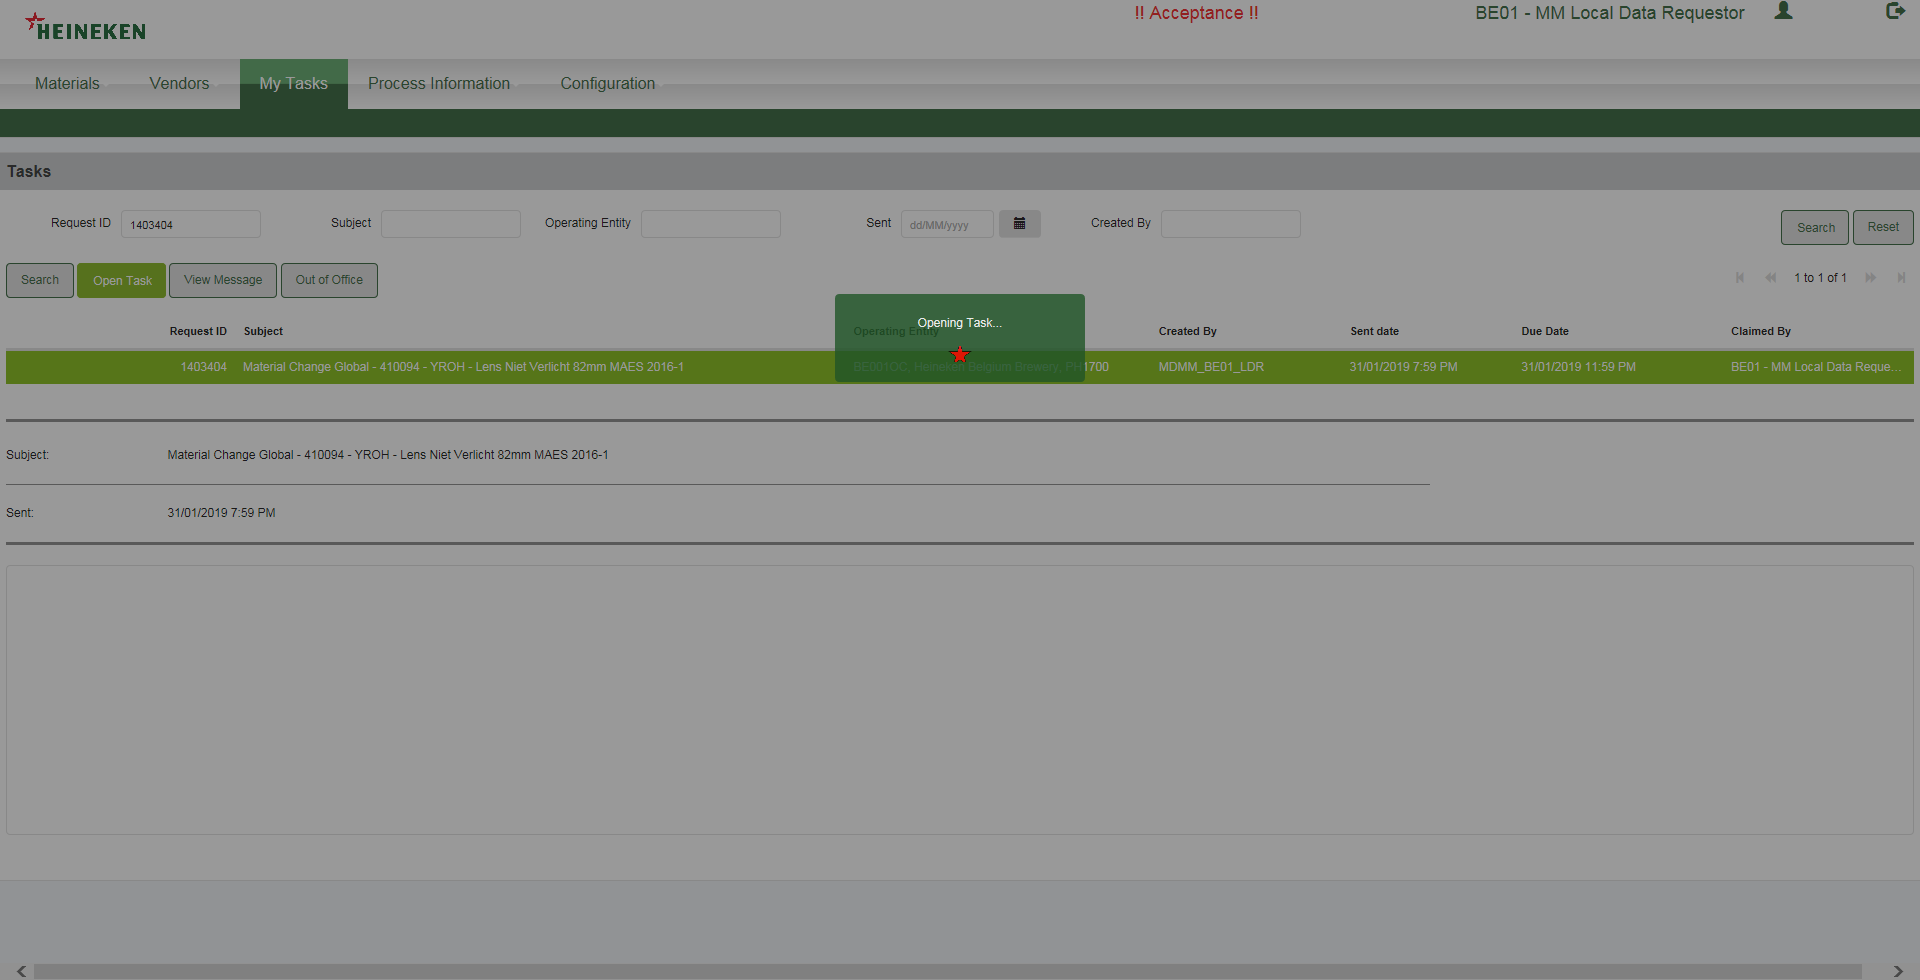 HEINEKEN
!! Acceptance !!
BE01 - MM Local Data Requestor
Materials
Vendors
My Tasks
Process Information
Configuration
Tasks
Request ID 1403404 Subject Operating Entity Sent dd/MM/yyyy Created By Search Reset
Search Open Task View Message Out of Office 1 to 1 of 1
Opening Task...
Request ID Subject Operating Entity Created By Sent date Due Date Claimed By
1403404 Material Change Global - 410094 - YROH - Lens Niet Verlicht 82mm MAES 2016-1 BE001OC, Heineken Belgium Brewery, PH1700 MDMM_BE01_LDR 31/01/2019 7:59 PM 31/01/2019 11:59 PM BE01 - MM Local Data Reque...
Subject: Material Change Global - 410094 - YROH - Lens Niet Verlicht 82mm MAES 2016-1
Sent: 31/01/2019 7:59 PM